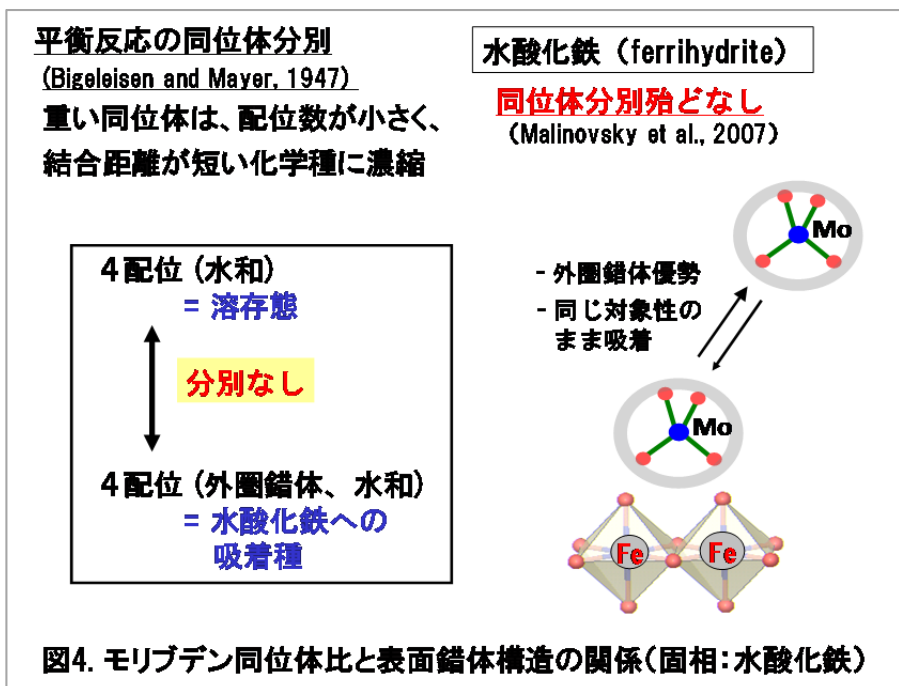 平衡反応の同位体分別
(Bigeleisen and Mayer, 1947)
重い同位体は、配位数が小さく、
結合距離が短い化学種に濃縮
4配位 (水和)
= 溶存態
分別なし
4配位 (外圏錯体、水和)
= 水酸化鉄への
吸着種
水酸化鉄 (ferrihydrite)
同位体分別殆どなし
(Malinovsky et al., 2007)
Mo
- 外圏錯体優勢
- 同じ対象性の
まま吸着
Mo
Fe Fe
図4. モリブデン同位体比と表面錯体構造の関係(固相:水酸化鉄)